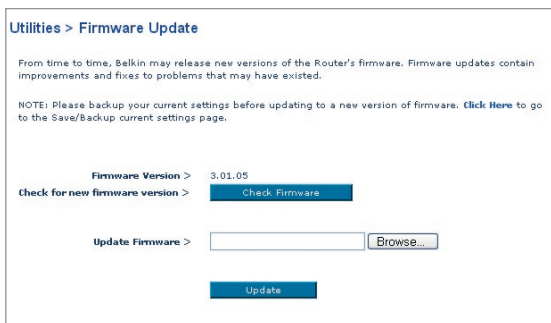 Utilities > Firmware Update
From time to time, Belkin may release new versions of the Router's firmware. Firmware updates contain
improvements and fixes to problems that may have existed.
NOTE: Please backup your current settings before updating to a new version of firmware. Click Here to go
to the Save/Backup current settings page.
Firmware Version > 3.01.05
Check for new firmware version > Check Firmware
Update Firmware > Browse...
Update